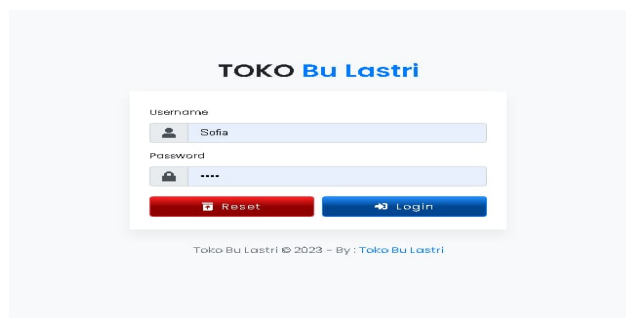 TOKO Bu Lastri
Username
Sofia
Password
••••
Reset Login
Toko Bu Lastri © 2023 - By : Toko Bu Lastri